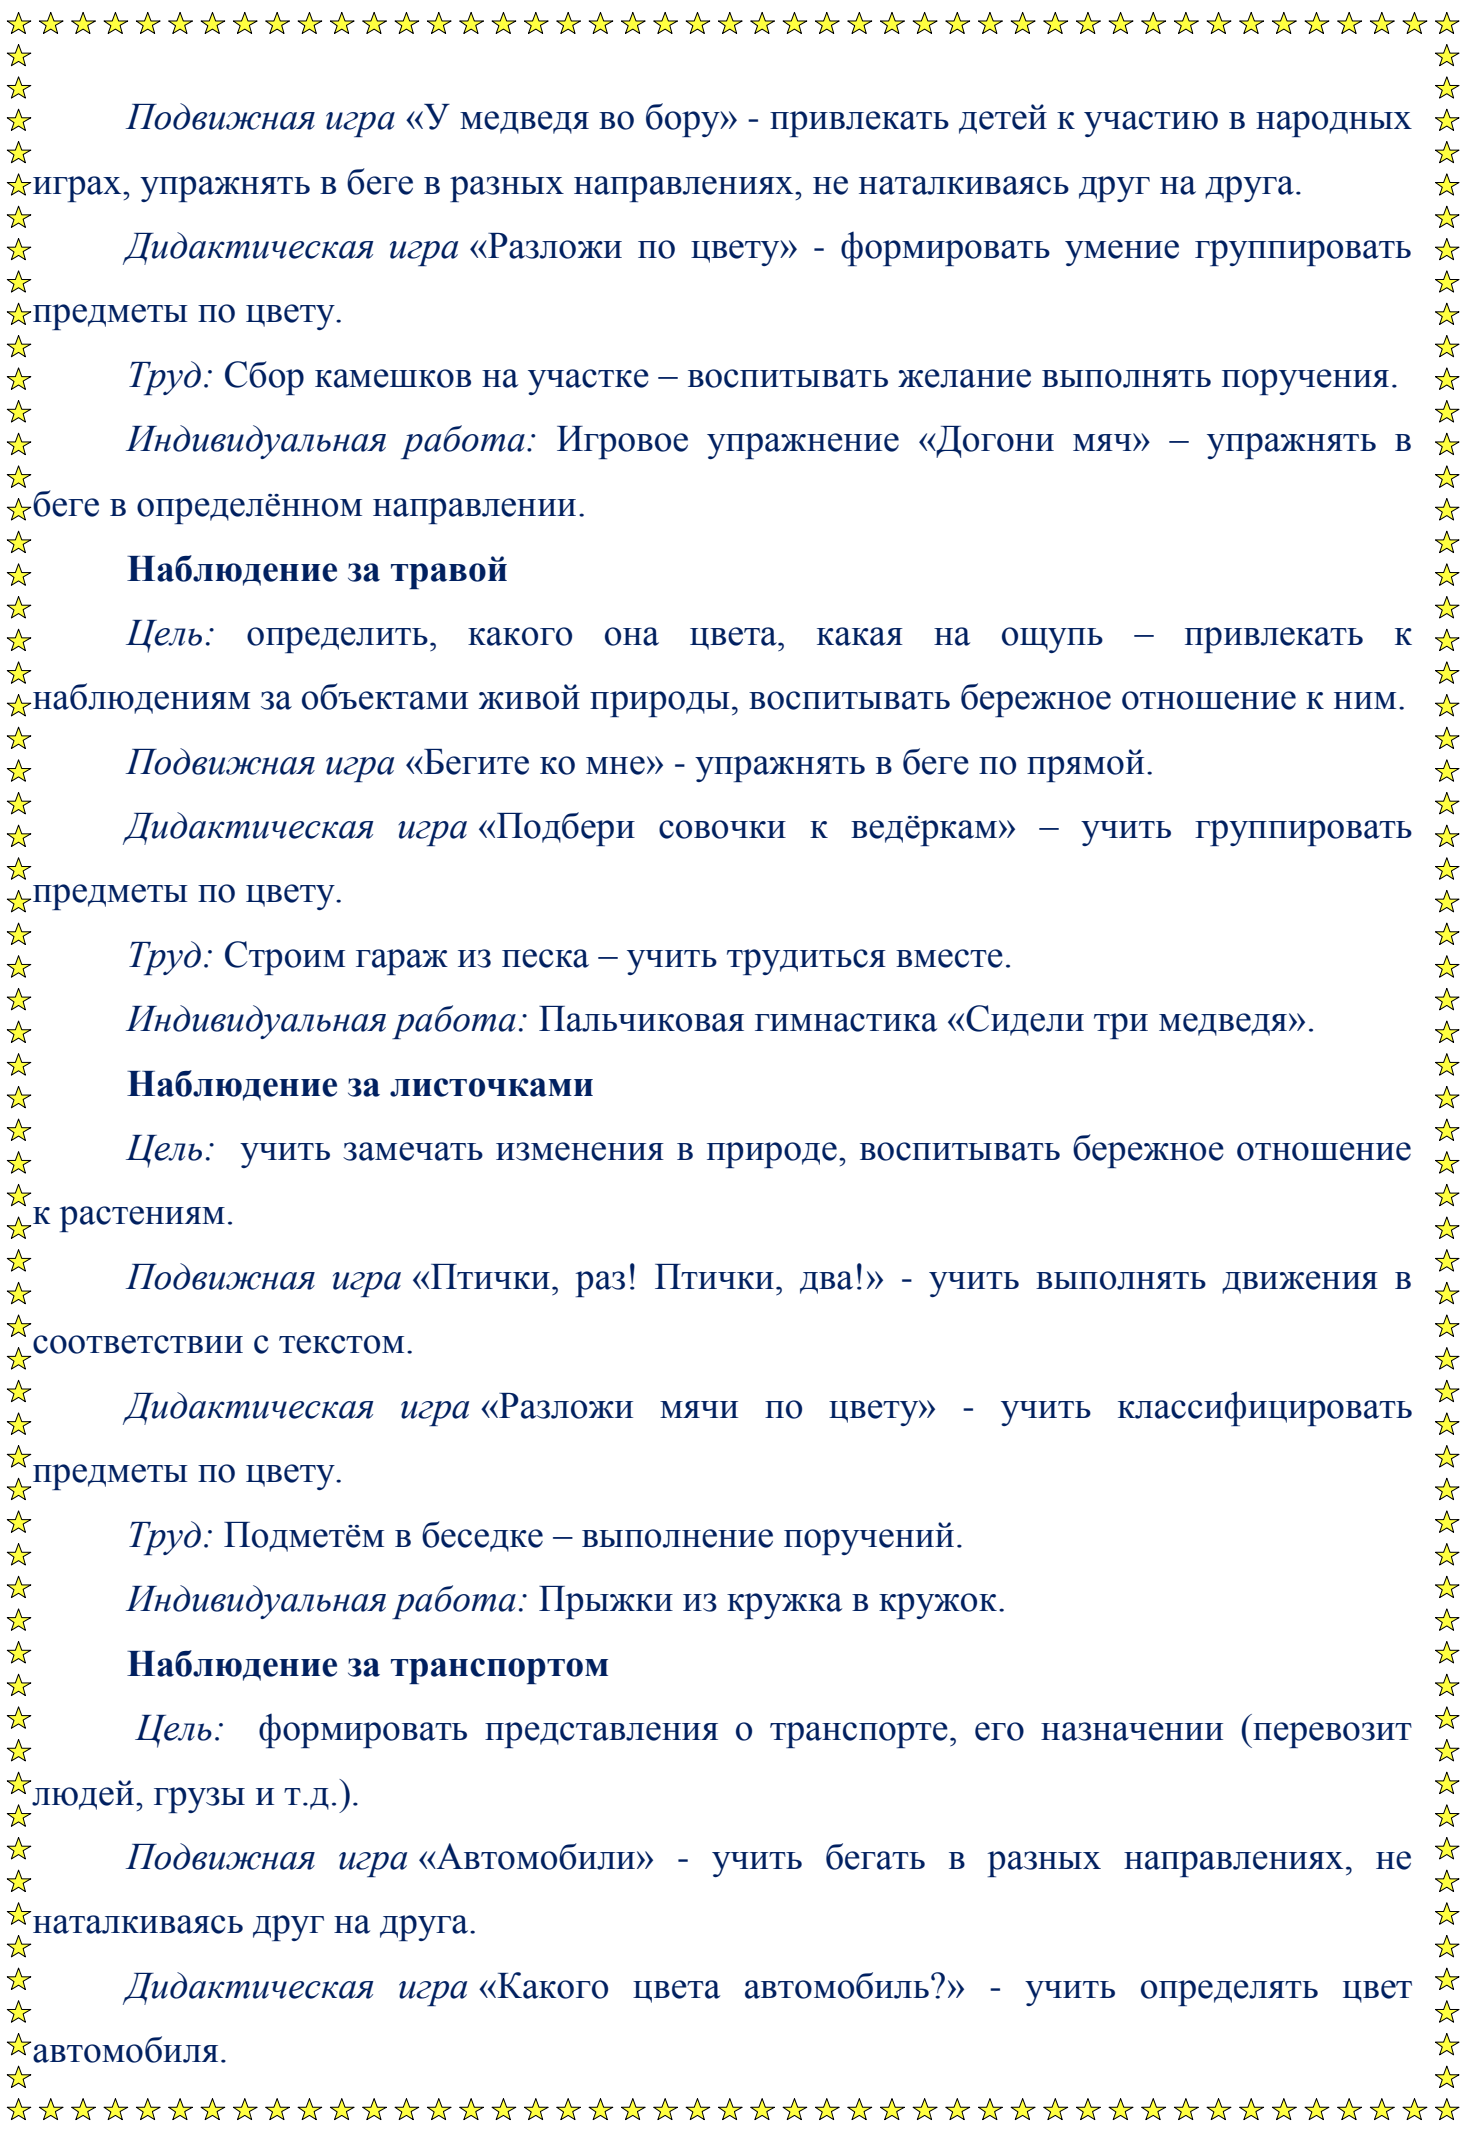 Подвижная игра «У медведя во бору» - привлекать детей к участию в народных
играх, упражнять в беге в разных направлениях, не наталкиваясь друг на друга.
Дидактическая игра «Разложи по цвету» - формировать умение группировать
предметы по цвету.
Труд: Сбор камешков на участке – воспитывать желание выполнять поручения.
Индивидуальная работа: Игровое упражнение «Догони мяч» – упражнять в
беге в определённом направлении.
Наблюдение за травой
Цель: определить, какого она цвета, какая на ощупь – привлекать к
наблюдениям за объектами живой природы, воспитывать бережное отношение к ним.
Подвижная игра «Бегите ко мне» - упражнять в беге по прямой.
Дидактическая игра «Подбери совочки к ведёркам» – учить группировать
предметы по цвету.
Труд: Строим гараж из песка – учить трудиться вместе.
Индивидуальная работа: Пальчиковая гимнастика «Сидели три медведя».
Наблюдение за листочками
Цель: учить замечать изменения в природе, воспитывать бережное отношение
к растениям.
Подвижная игра «Птички, раз! Птички, два!» - учить выполнять движения в
соответствии с текстом.
Дидактическая игра «Разложи мячи по цвету» - учить классифицировать
предметы по цвету.
Труд: Подметём в беседке – выполнение поручений.
Индивидуальная работа: Прыжки из кружка в кружок.
Наблюдение за транспортом
Цель: формировать представления о транспорте, его назначении (перевозит
людей, грузы и т.д.).
Подвижная игра «Автомобили» - учить бегать в разных направлениях, не
наталкиваясь друг на друга.
Дидактическая игра «Какого цвета автомобиль?» - учить определять цвет
автомобиля.